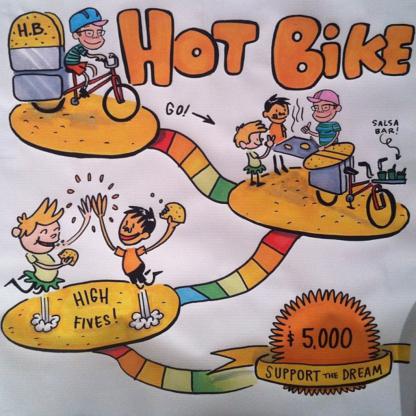 H.B.
HOT BIKE
GO!
SALSA
BAR!
HIGH
FIVES!
$5,000
SUPPORT THE DREAM